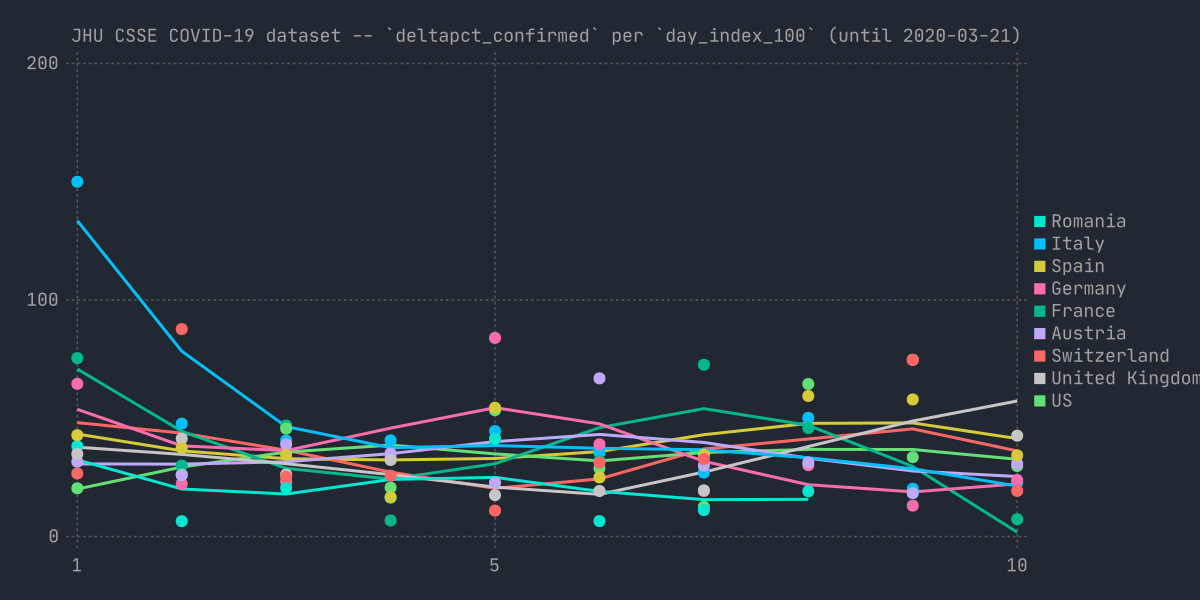 JHU CSSE COVID-19 dataset -- `deltapct_confirmed` per `day_index_100` (until 2020-03-21)
200
100
0
1
5
10
Romania
Italy
Spain
Germany
France
Austria
Switzerland
United Kingdom
US